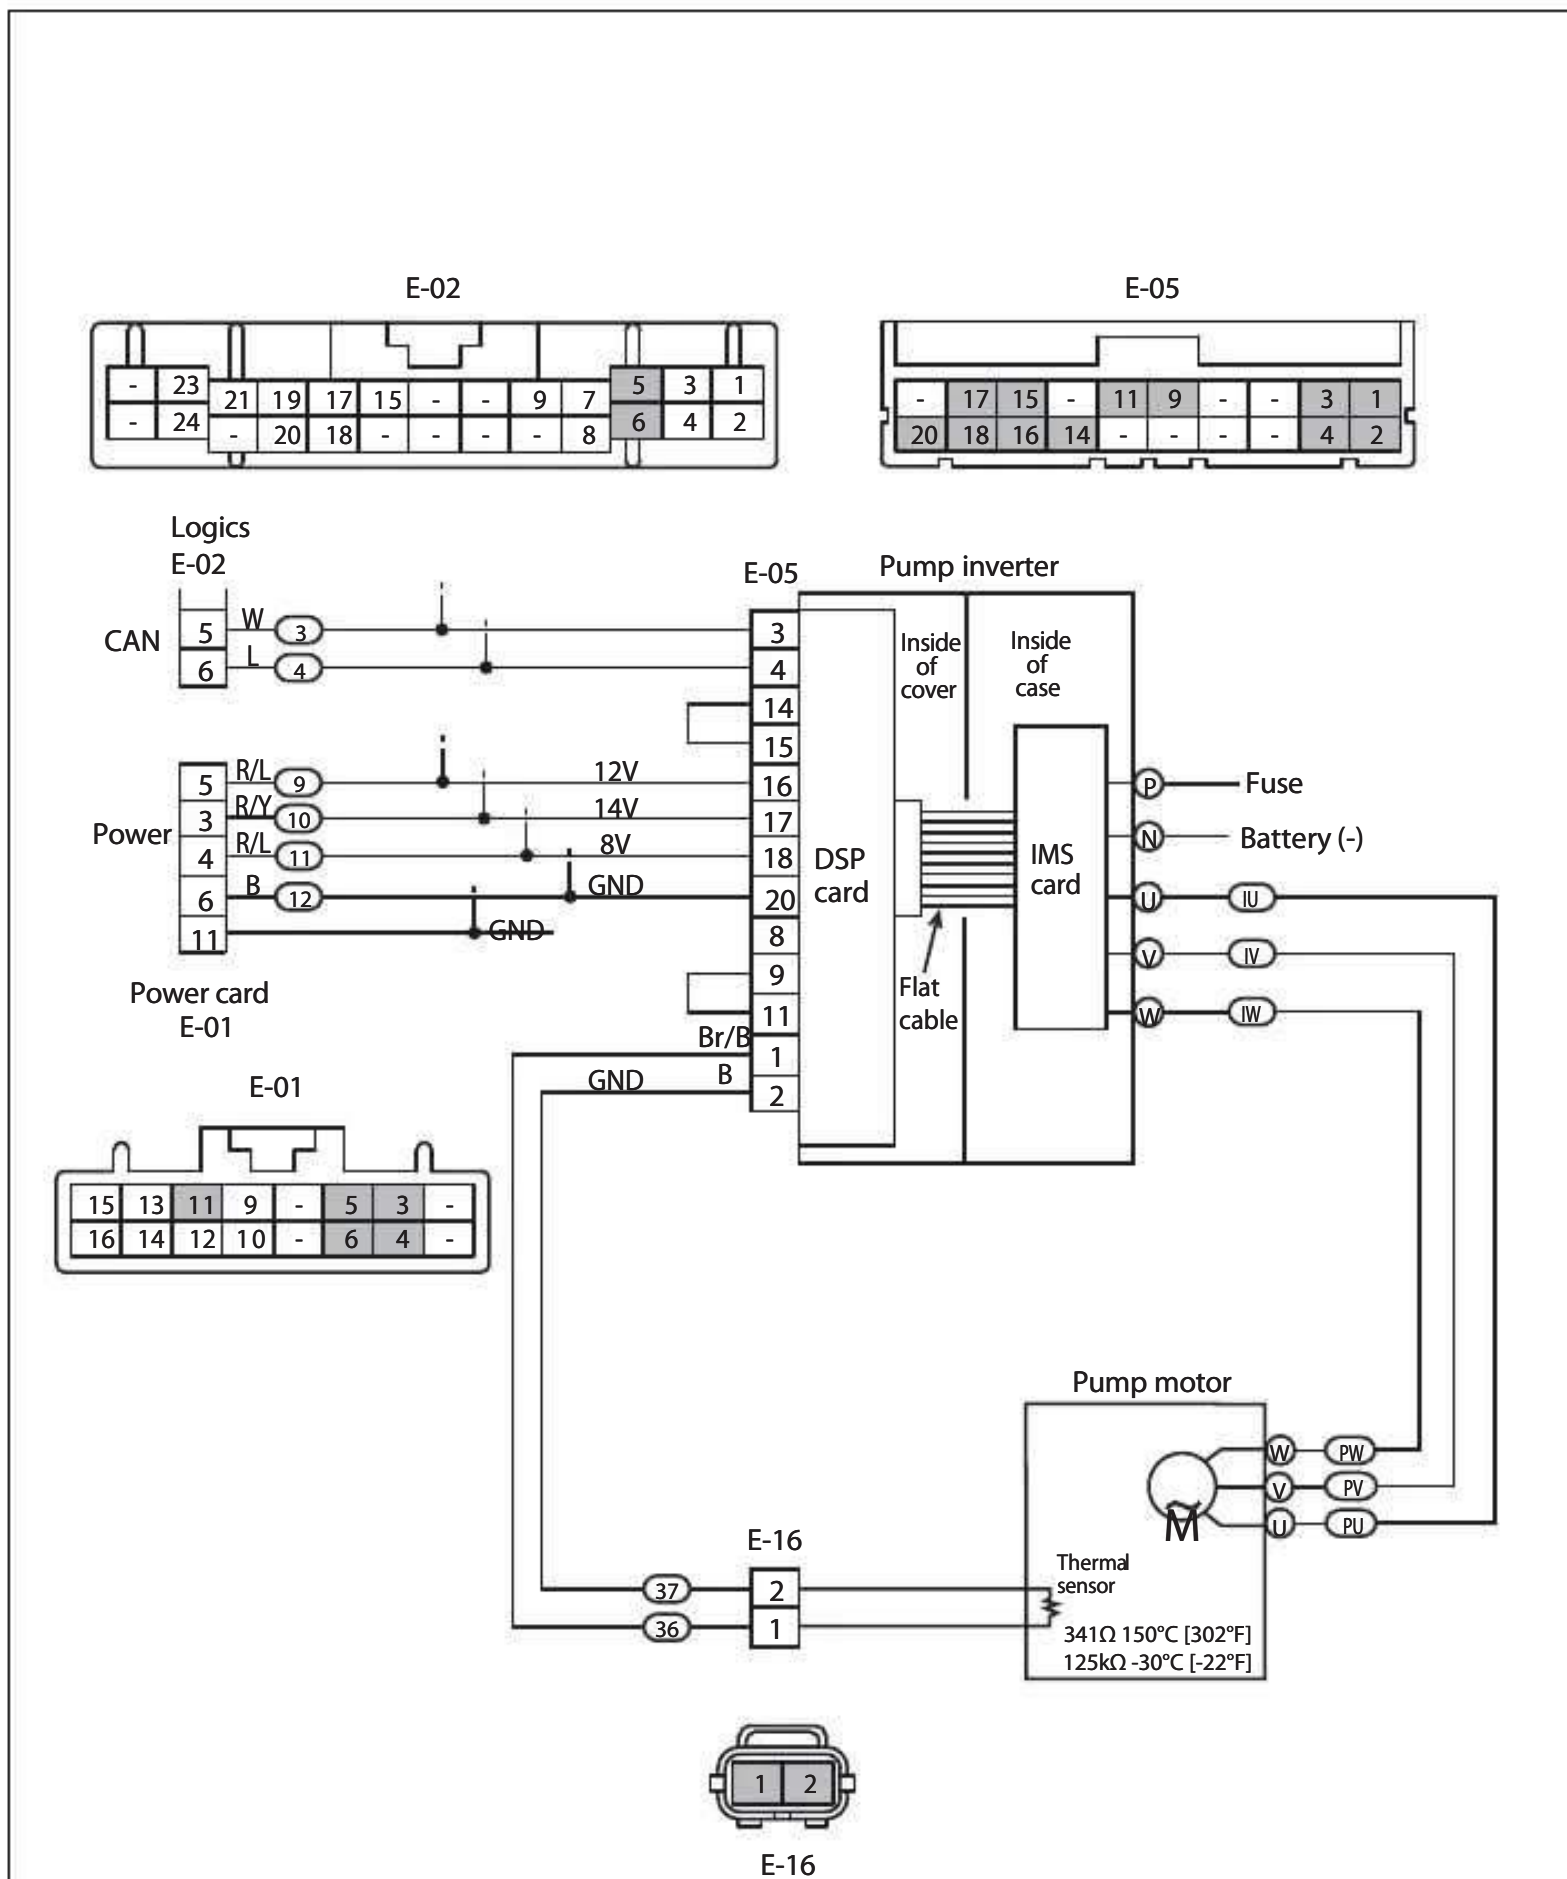 E-02
- 23 21 19 17 15 - - 9 7 5 3 1
- 24 - 20 18 - - - - 8 6 4 2
E-05
- 17 15 - 11 9 - - 3 1
20 18 16 14 - - - - 4 2
Logics
E-02
CAN
5 W 3
6 L 4
Power
5 R/L 9 12V
3 R/Y 10 14V
4 R/L 11 8V
6 B 12 GND
11 GND
Power card
E-01
E-05
3
4
14
15
16
17
18
20
8
9
11
Br/B 1
GND B 2
Pump inverter
Inside
of
cover
Inside
of
case
DSP
card
IMS
card
Flat
cable
P Fuse
N Battery (-)
U IU
V IV
W IW
E-01
15 13 11 9 - 5 3 -
16 14 12 10 - 6 4 -
Pump motor
M
W PW
V PV
U PU
Thermal
sensor
341Ω 150°C [302°F]
125kΩ -30°C [-22°F]
E-16
37 2
36 1
1 2
E-16